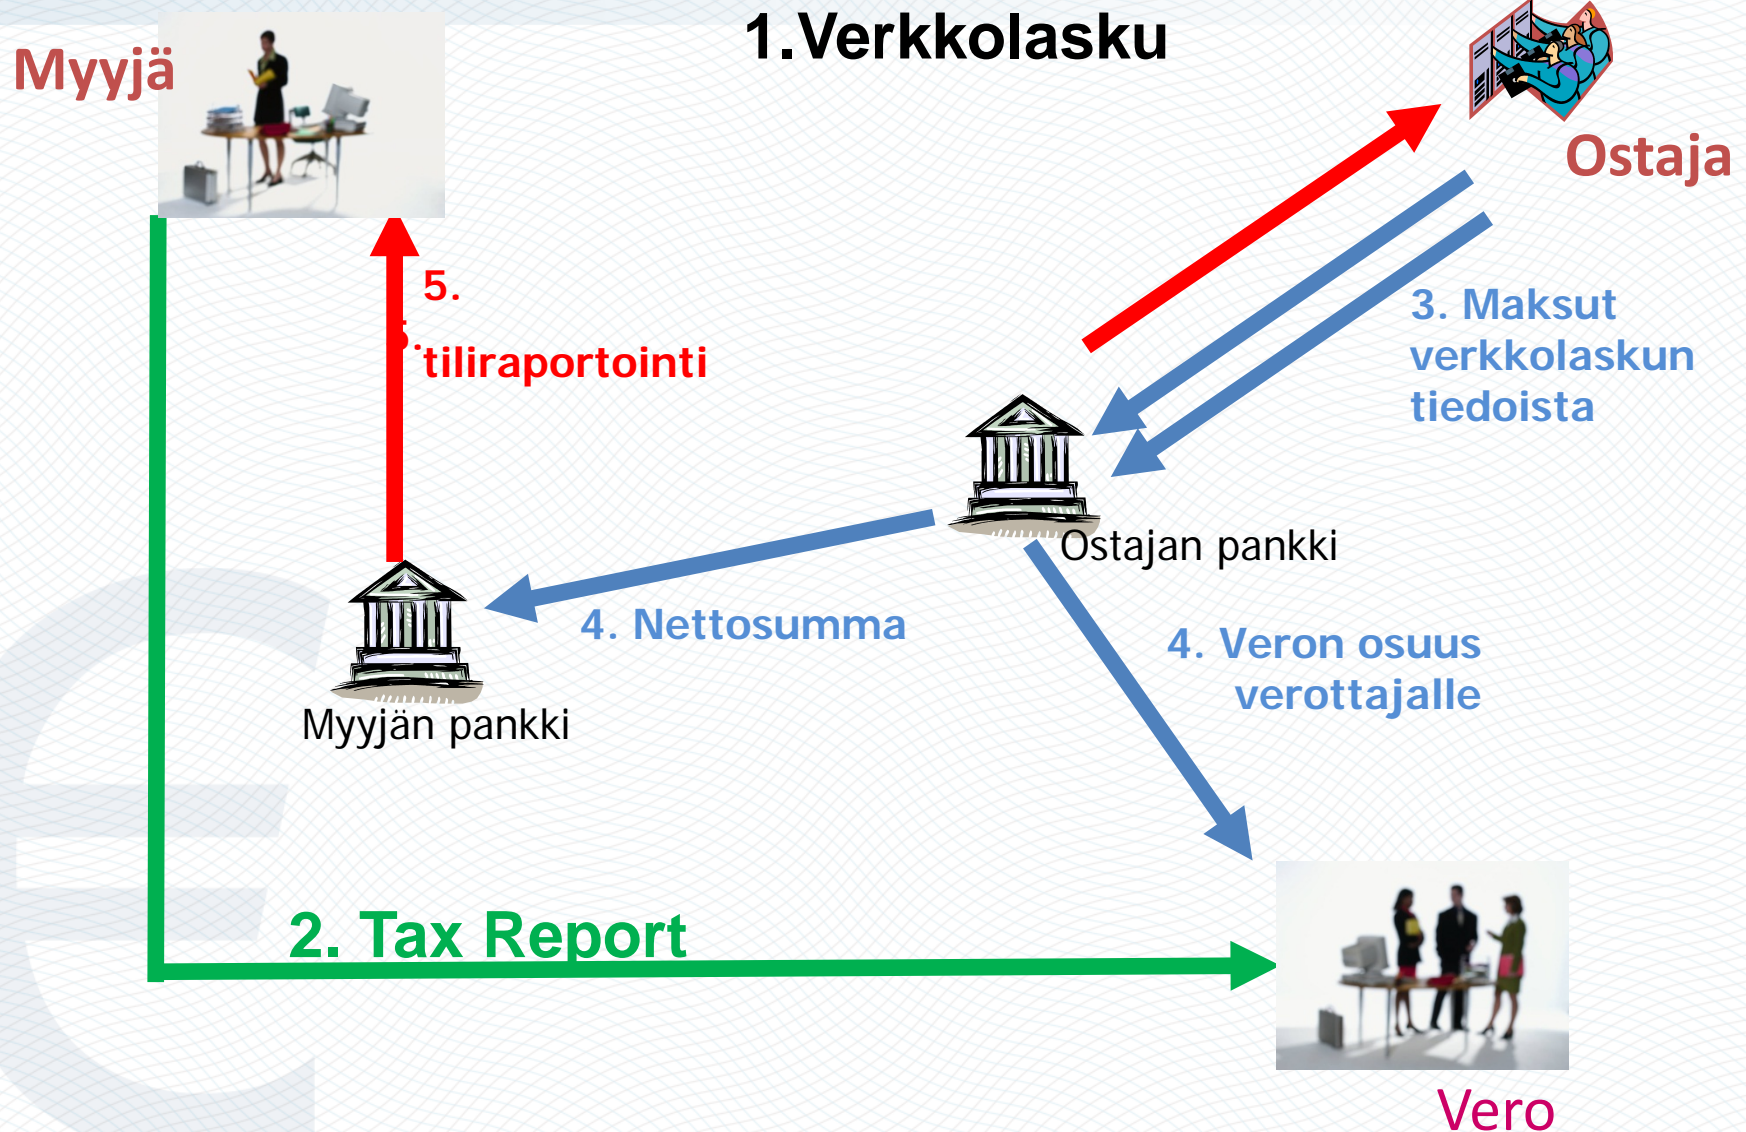 1.Verkkolasku
Myyjä
Ostaja
5.
5.
tiliraportointi
3. Maksut
verkkolaskun
tiedoista
Ostajan pankki
4. Nettosumma
4. Veron osuus
verottajalle
Myyjän pankki
2. Tax Report
Vero